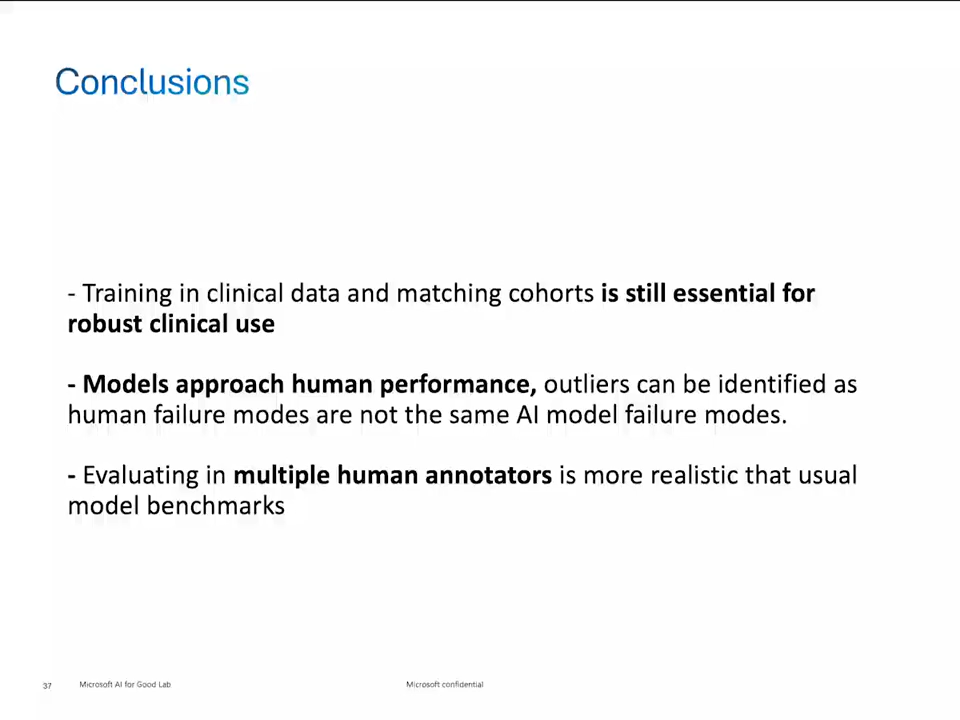 Conclusions
- Training in clinical data and matching cohorts is still essential for
robust clinical use
- Models approach human performance, outliers can be identified as
human failure modes are not the same AI model failure modes.
- Evaluating in multiple human annotators is more realistic that usual
model benchmarks
37 Microsoft AI for Good Lab Microsoft confidential